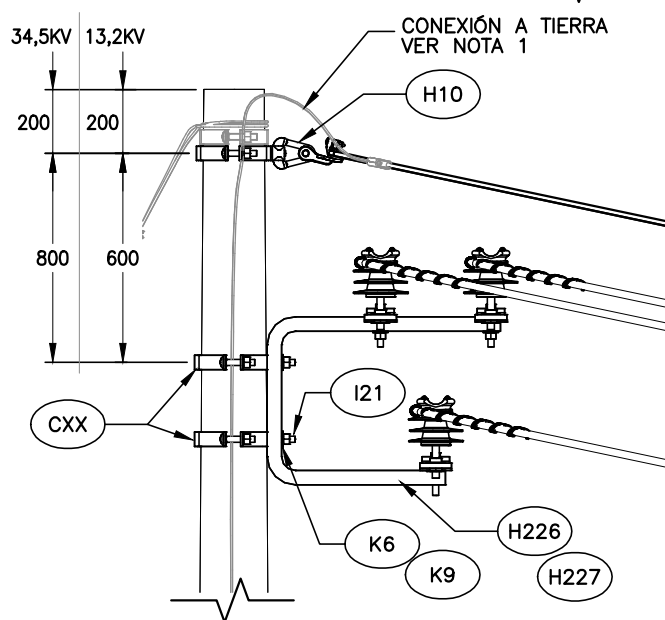 CONEXIÓN A TIERRA
VER NOTA 1
34,5KV 13,2KV
H10
200 200
800 600
I21
CXX
H226
K6
K9
H227